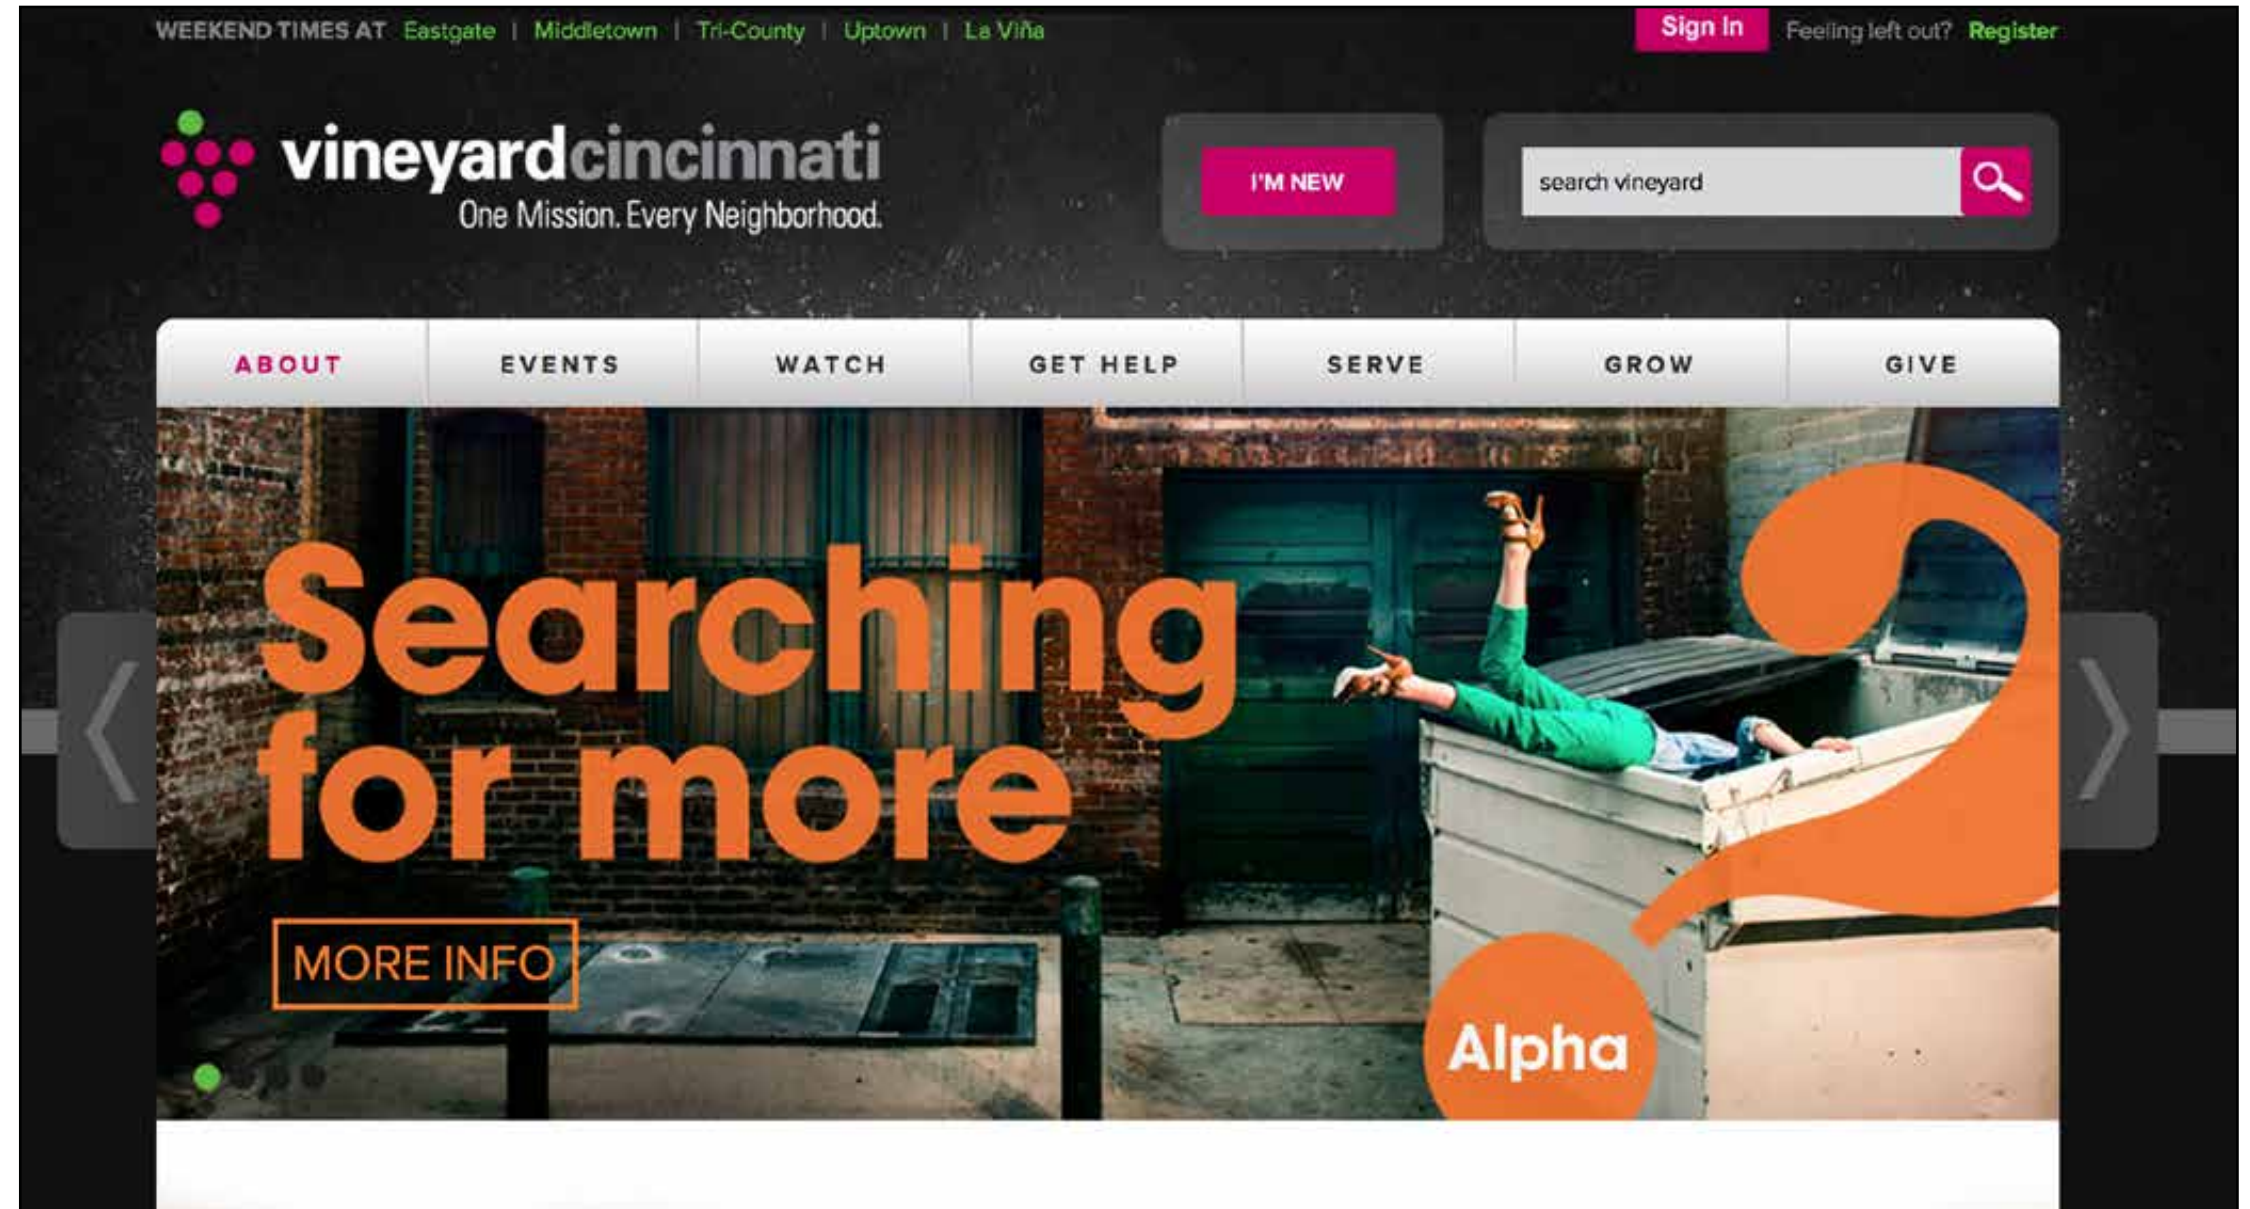 WEEKEND TIMES AT Eastgate | Middletown | Tri-County | Uptown | La Viña
Sign In Feeling left out? Register
vineyardcincinnati
One Mission. Every Neighborhood.
I'M NEW
search vineyard
ABOUT EVENTS WATCH GET HELP SERVE GROW GIVE
Searching
for more
?
MORE INFO
Alpha